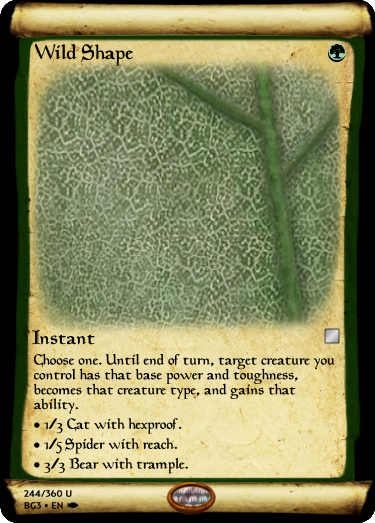 Wild Shape
Instant
Choose one. Until end of turn, target creature you
control has that base power and toughness,
becomes that creature type, and gains that
ability.
• 1/3 Cat with hexproof.
• 1/5 Spider with reach.
• 3/3 Bear with trample.
244/360 U
BG3 • EN